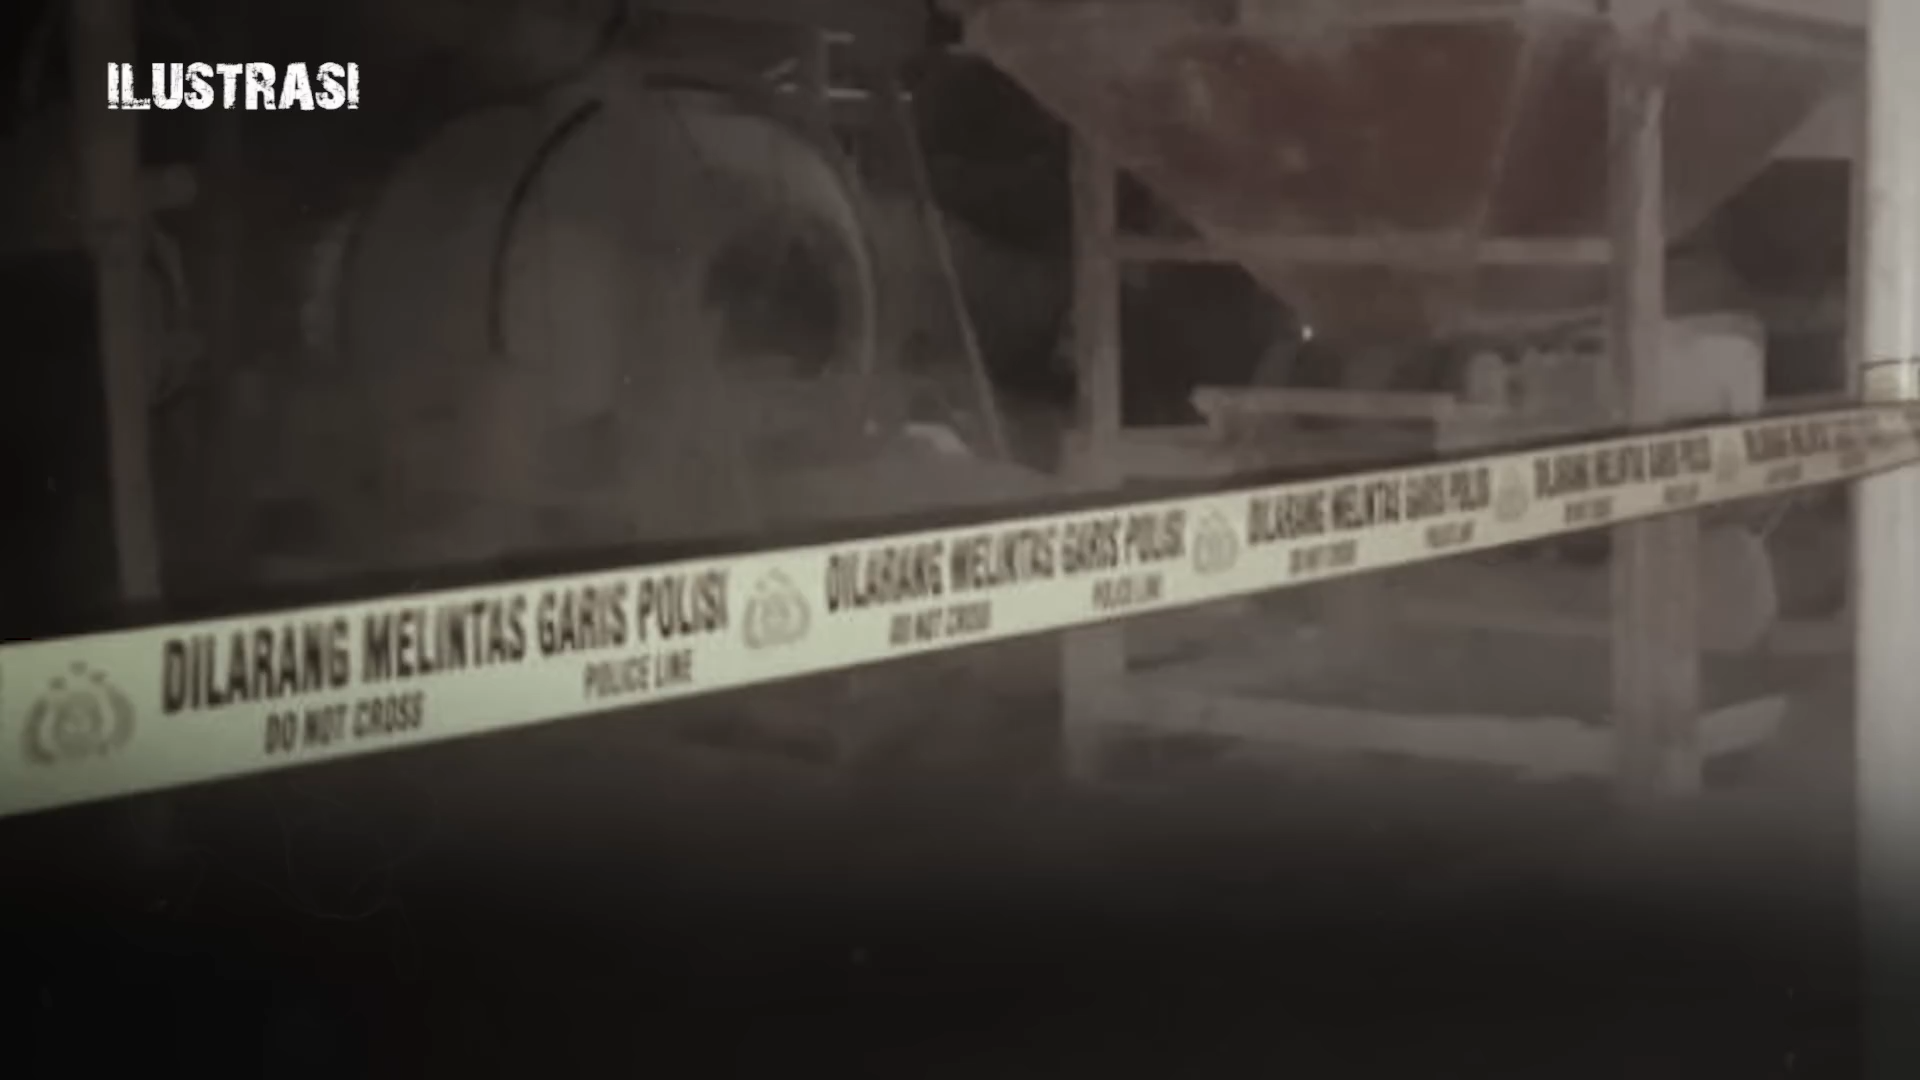 ILUSTRASI
DILARANG MELINTAS GARIS POLISI
DO NOT CROSS POLICE LINE
DILARANG MELINTAS GARIS POLISI
DO NOT CROSS POLICE LINE
DILARANG MELINTAS GARIS POLISI
DO NOT CROSS POLICE LINE
DILARANG MELINTAS GARIS POLISI